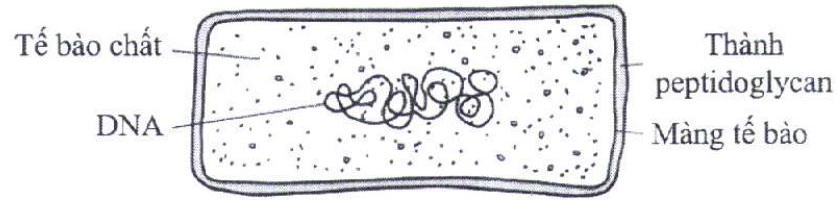 Tế bào chất
DNA
Thành
peptidoglycan
Màng tế bào